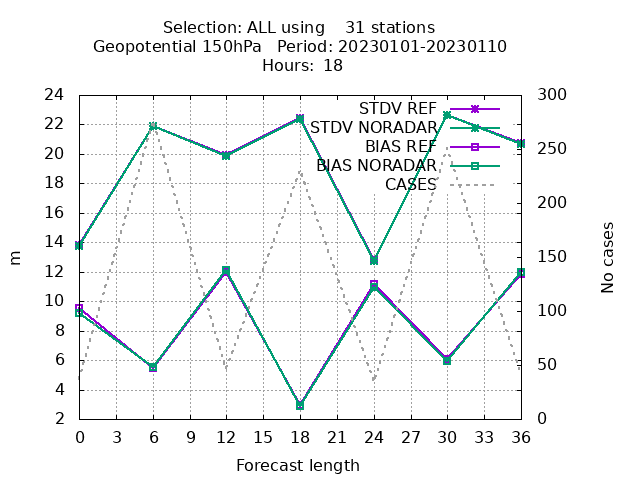 Selection: ALL using    31 stations
Geopotential 150hPa   Period: 20230101-20230110
Hours: 18
STDV REF
STDV NORADAR
BIAS REF
BIAS NORADAR
CASES
24
22
20
18
16
14
12
10
8
6
4
2
m
300
250
200
150
100
50
0
No cases
0 3 6 9 12 15 18 21 24 27 30 33 36
Forecast length